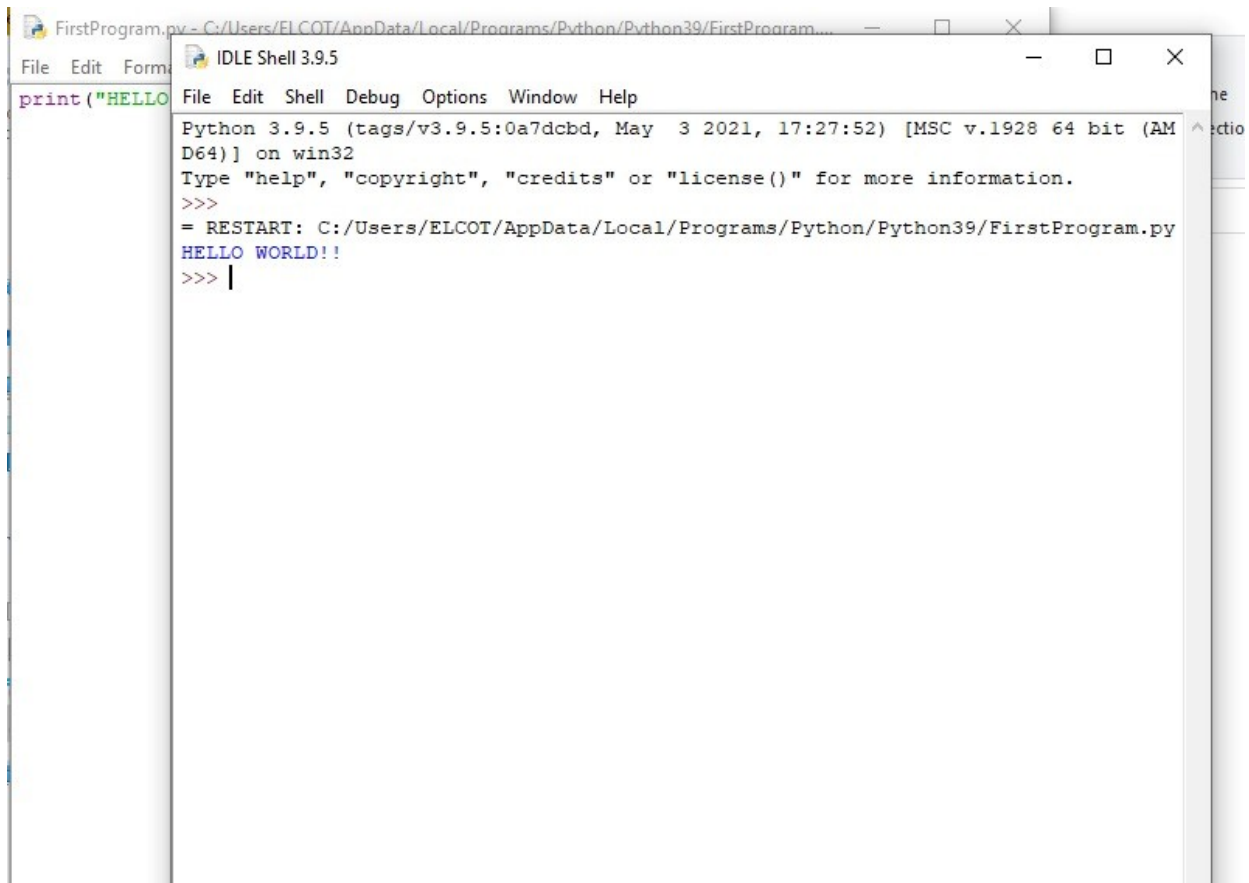 FirstProgram.py - C:/Users/ELCOT/AppData/Local/Programs/Python/Python39/FirstProgram....
File Edit Forma
print("HELLO
IDLE Shell 3.9.5
File Edit Shell Debug Options Window Help
Python 3.9.5 (tags/v3.9.5:0a7dcbd, May  3 2021, 17:27:52) [MSC v.1928 64 bit (AM
D64)] on win32
Type "help", "copyright", "credits" or "license()" for more information.
>>>
= RESTART: C:/Users/ELCOT/AppData/Local/Programs/Python/Python39/FirstProgram.py
HELLO WORLD!!
>>>